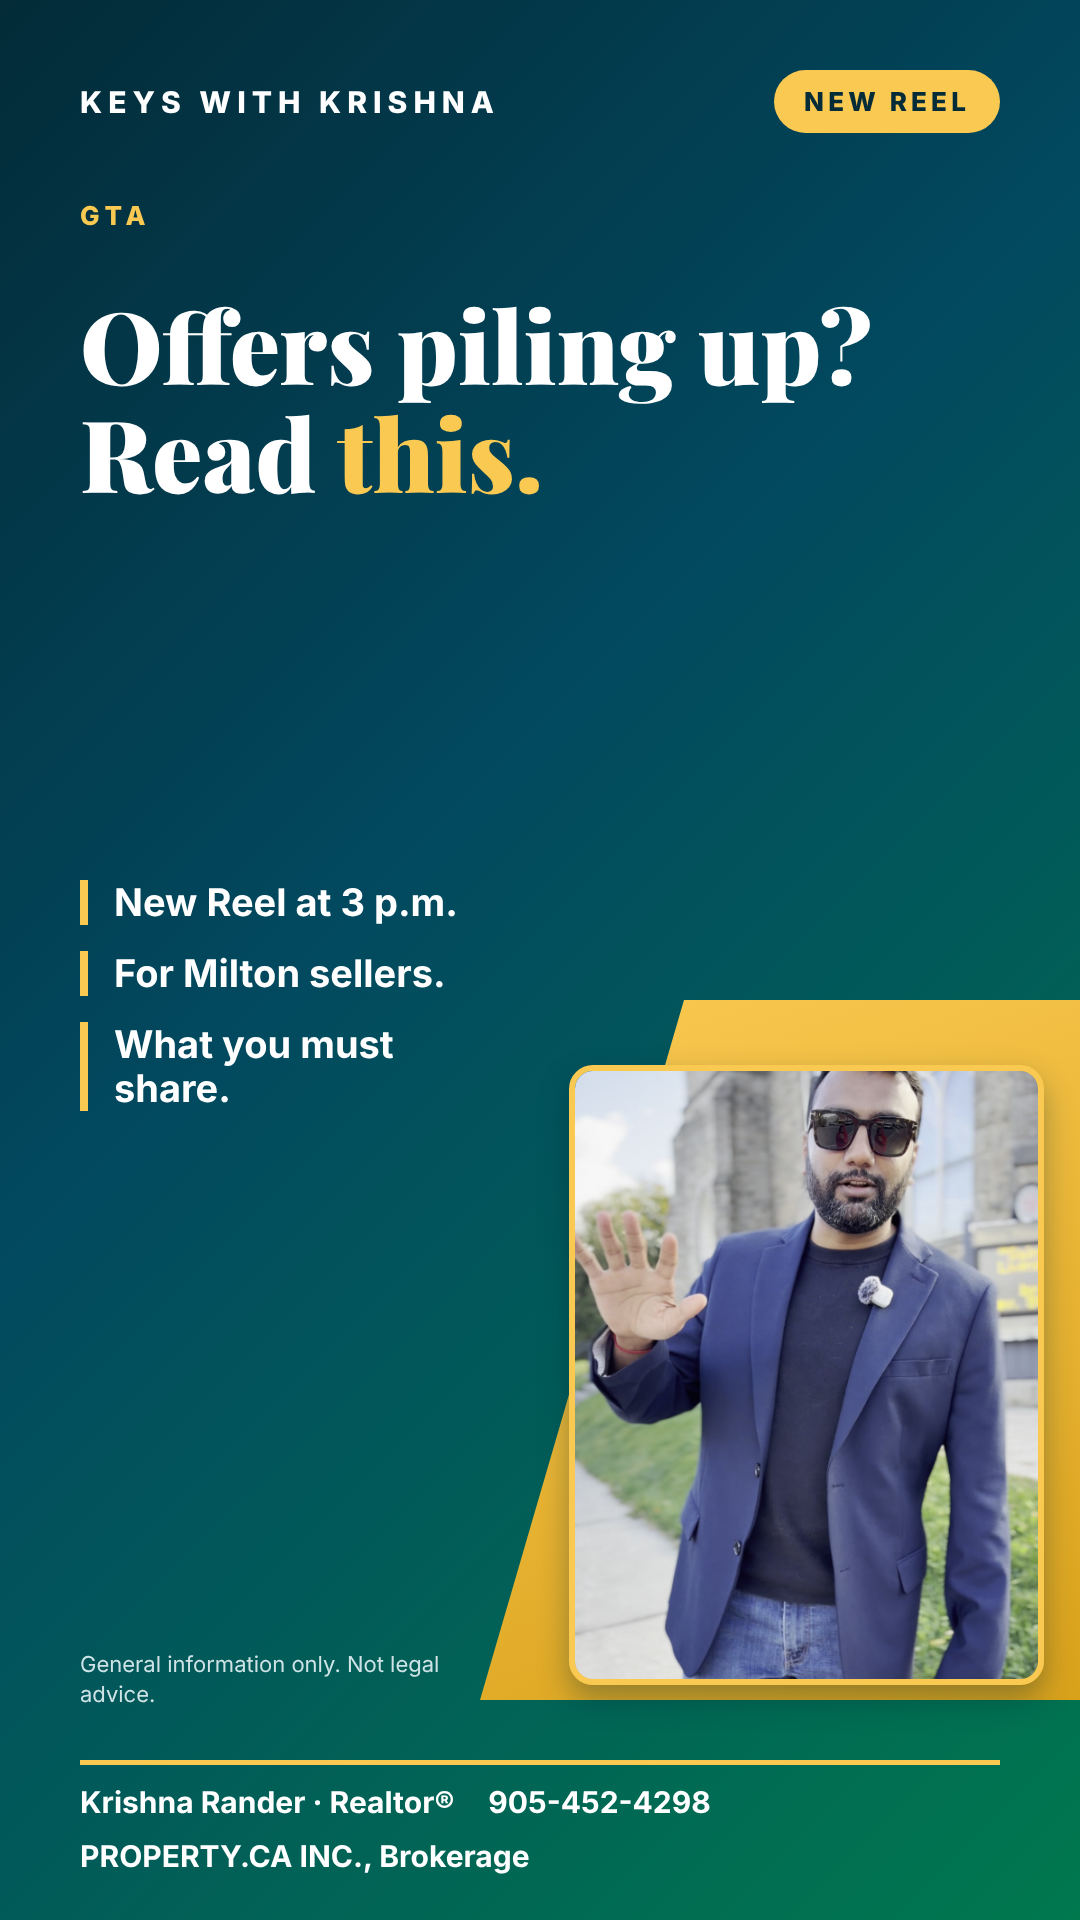 KEYS WITH KRISHNA
NEW REEL
GTA
Offers piling up?
Read this.
New Reel at 3 p.m.
For Milton sellers.
What you must
share.
General information only. Not legal
advice.
Krishna Rander · Realtor® 905-452-4298
PROPERTY.CA INC., Brokerage